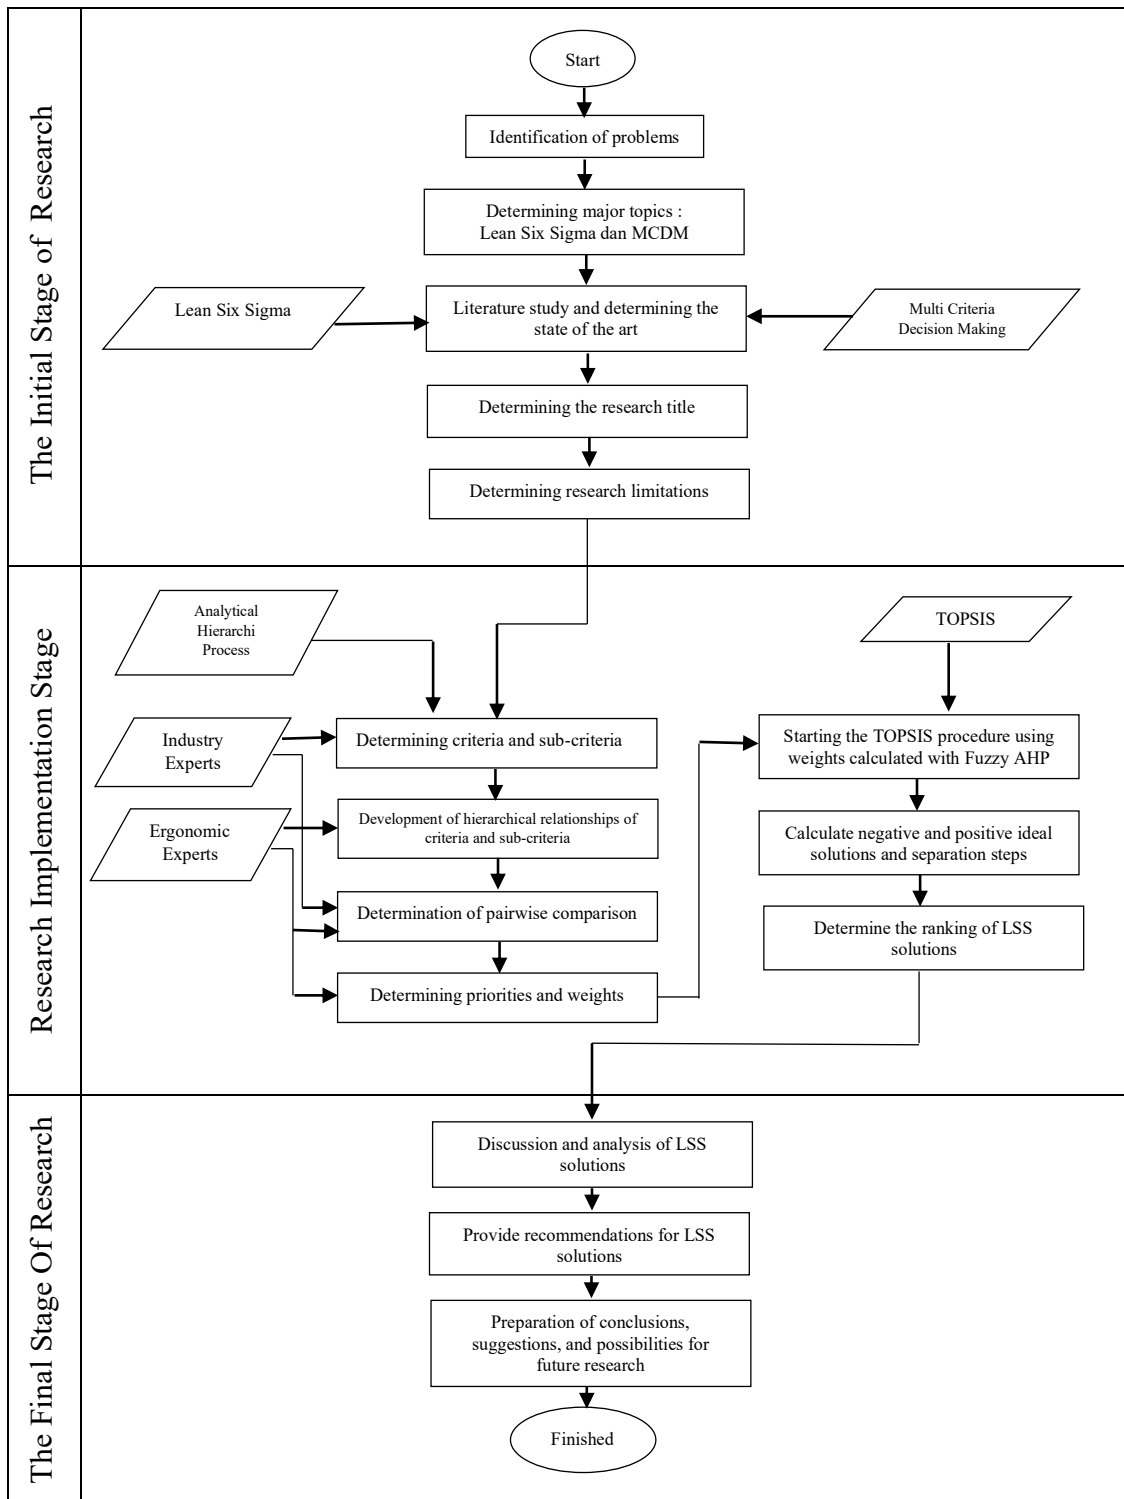 The Initial Stage of Research
Start
Identification of problems
Determining major topics :
Lean Six Sigma dan MCDM
Lean Six Sigma
Literature study and determining the
state of the art
Multi Criteria
Decision Making
Determining the research title
Determining research limitations
Research Implementation Stage
Analytical
Hierarchi
Process
TOPSIS
Industry
Experts
Determining criteria and sub-criteria
Starting the TOPSIS procedure using
weights calculated with Fuzzy AHP
Ergonomic
Experts
Development of hierarchical relationships of
criteria and sub-criteria
Calculate negative and positive ideal
solutions and separation steps
Determination of pairwise comparison
Determine the ranking of LSS
solutions
Determining priorities and weights
The Final Stage Of Research
Discussion and analysis of LSS
solutions
Provide recommendations for LSS
solutions
Preparation of conclusions,
suggestions, and possibilities for
future research
Finished